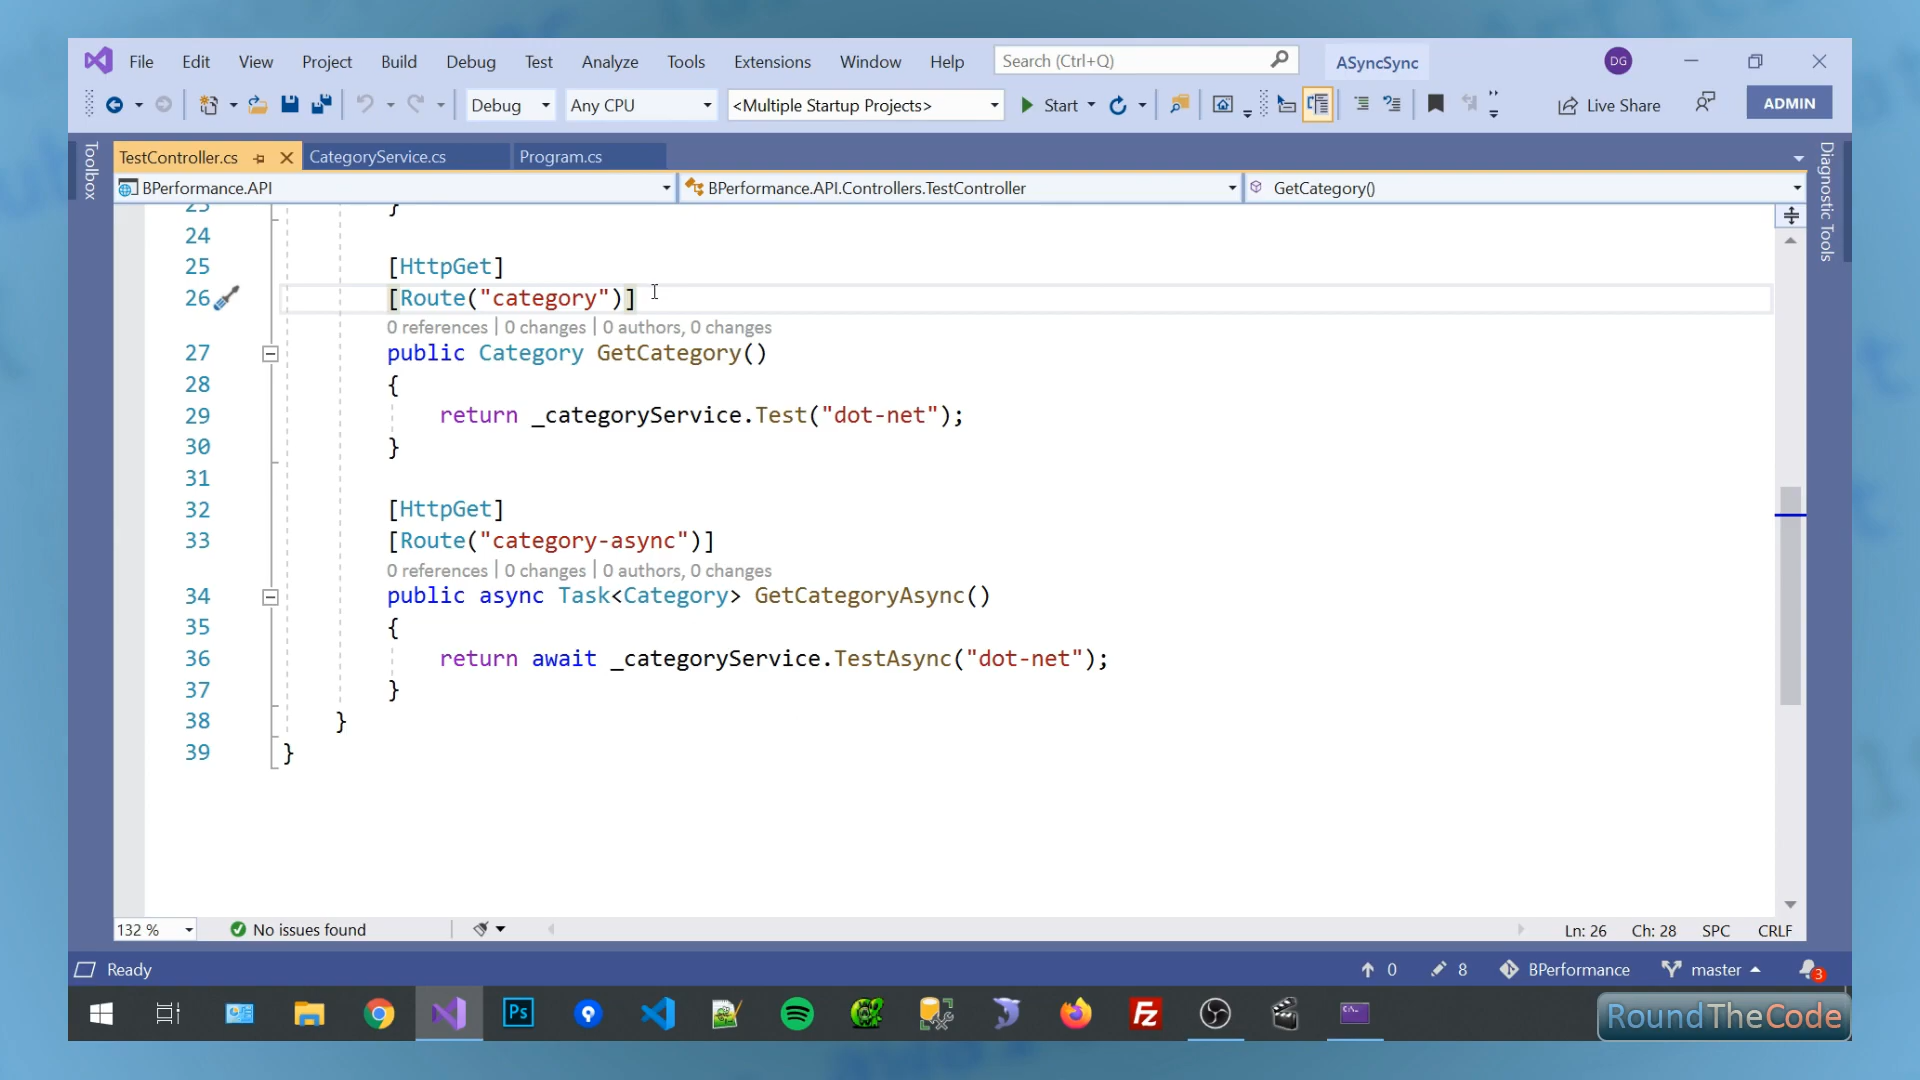 File Edit View Project Build Debug Test Analyze Tools Extensions Window Help Search (Ctrl+Q) ASyncSync DG
Debug Any CPU <Multiple Startup Projects> Start Live Share ADMIN
Toolbox
TestController.cs CategoryService.cs Program.cs
Diagnostic Tools
BPerformance.API BPerformance.API.Controllers.TestController GetCategory()
23 }
24
25 [HttpGet]
26 [Route("category")]
0 references | 0 changes | 0 authors, 0 changes
27 public Category GetCategory()
28 {
29 return _categoryService.Test("dot-net");
30 }
31
32 [HttpGet]
33 [Route("category-async")]
0 references | 0 changes | 0 authors, 0 changes
34 public async Task<Category> GetCategoryAsync()
35 {
36 return await _categoryService.TestAsync("dot-net");
37 }
38 }
39 }
132 % No issues found Ln: 26 Ch: 28 SPC CRLF
Ready 0 8 BPerformance master 3
Ps
Fz
RoundTheCode